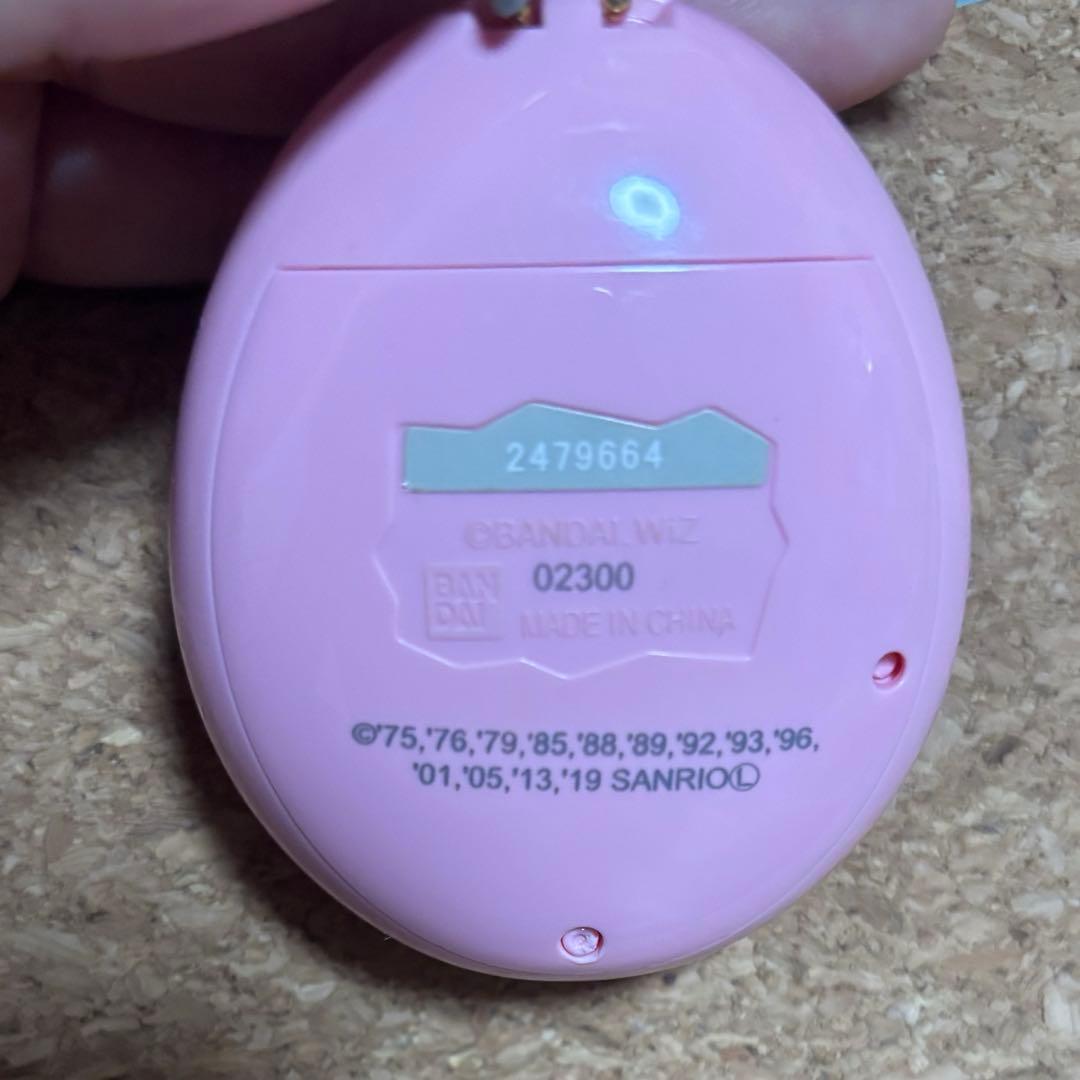 2479664
©BANDAI, WiZ
BAN
DAI
02300
MADE IN CHINA
©'75,'76,'79,'85,'88,'89,'92,'93,'96,
'01,'05,'13,'19 SANRIOⓁ